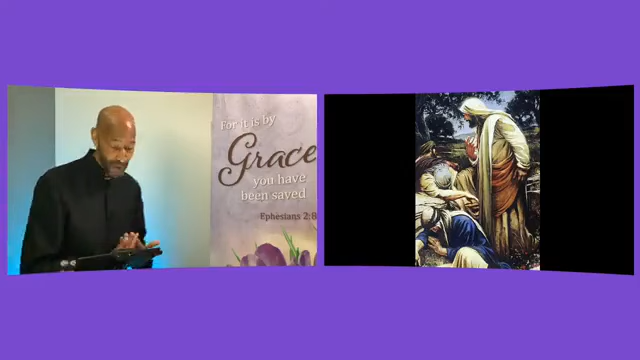 For it is by
Grace
you have
been saved
Ephesians 2:8